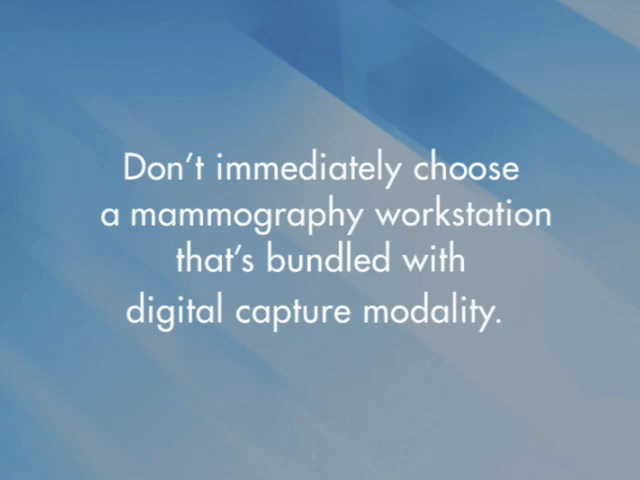 Don't immediately choose
a mammography workstation
that's bundled with
digital capture modality.